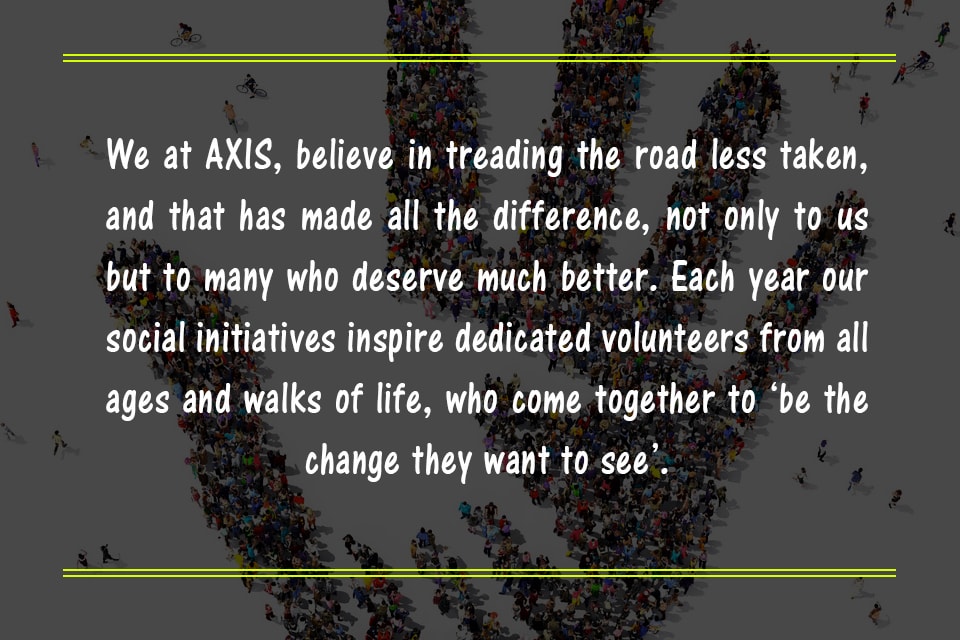 We at AXIS, believe in treading the road less taken,
and that has made all the difference, not only to us
but to many who deserve much better. Each year our
social initiatives inspire dedicated volunteers from all
ages and walks of life, who come together to ‘be the
change they want to see’.